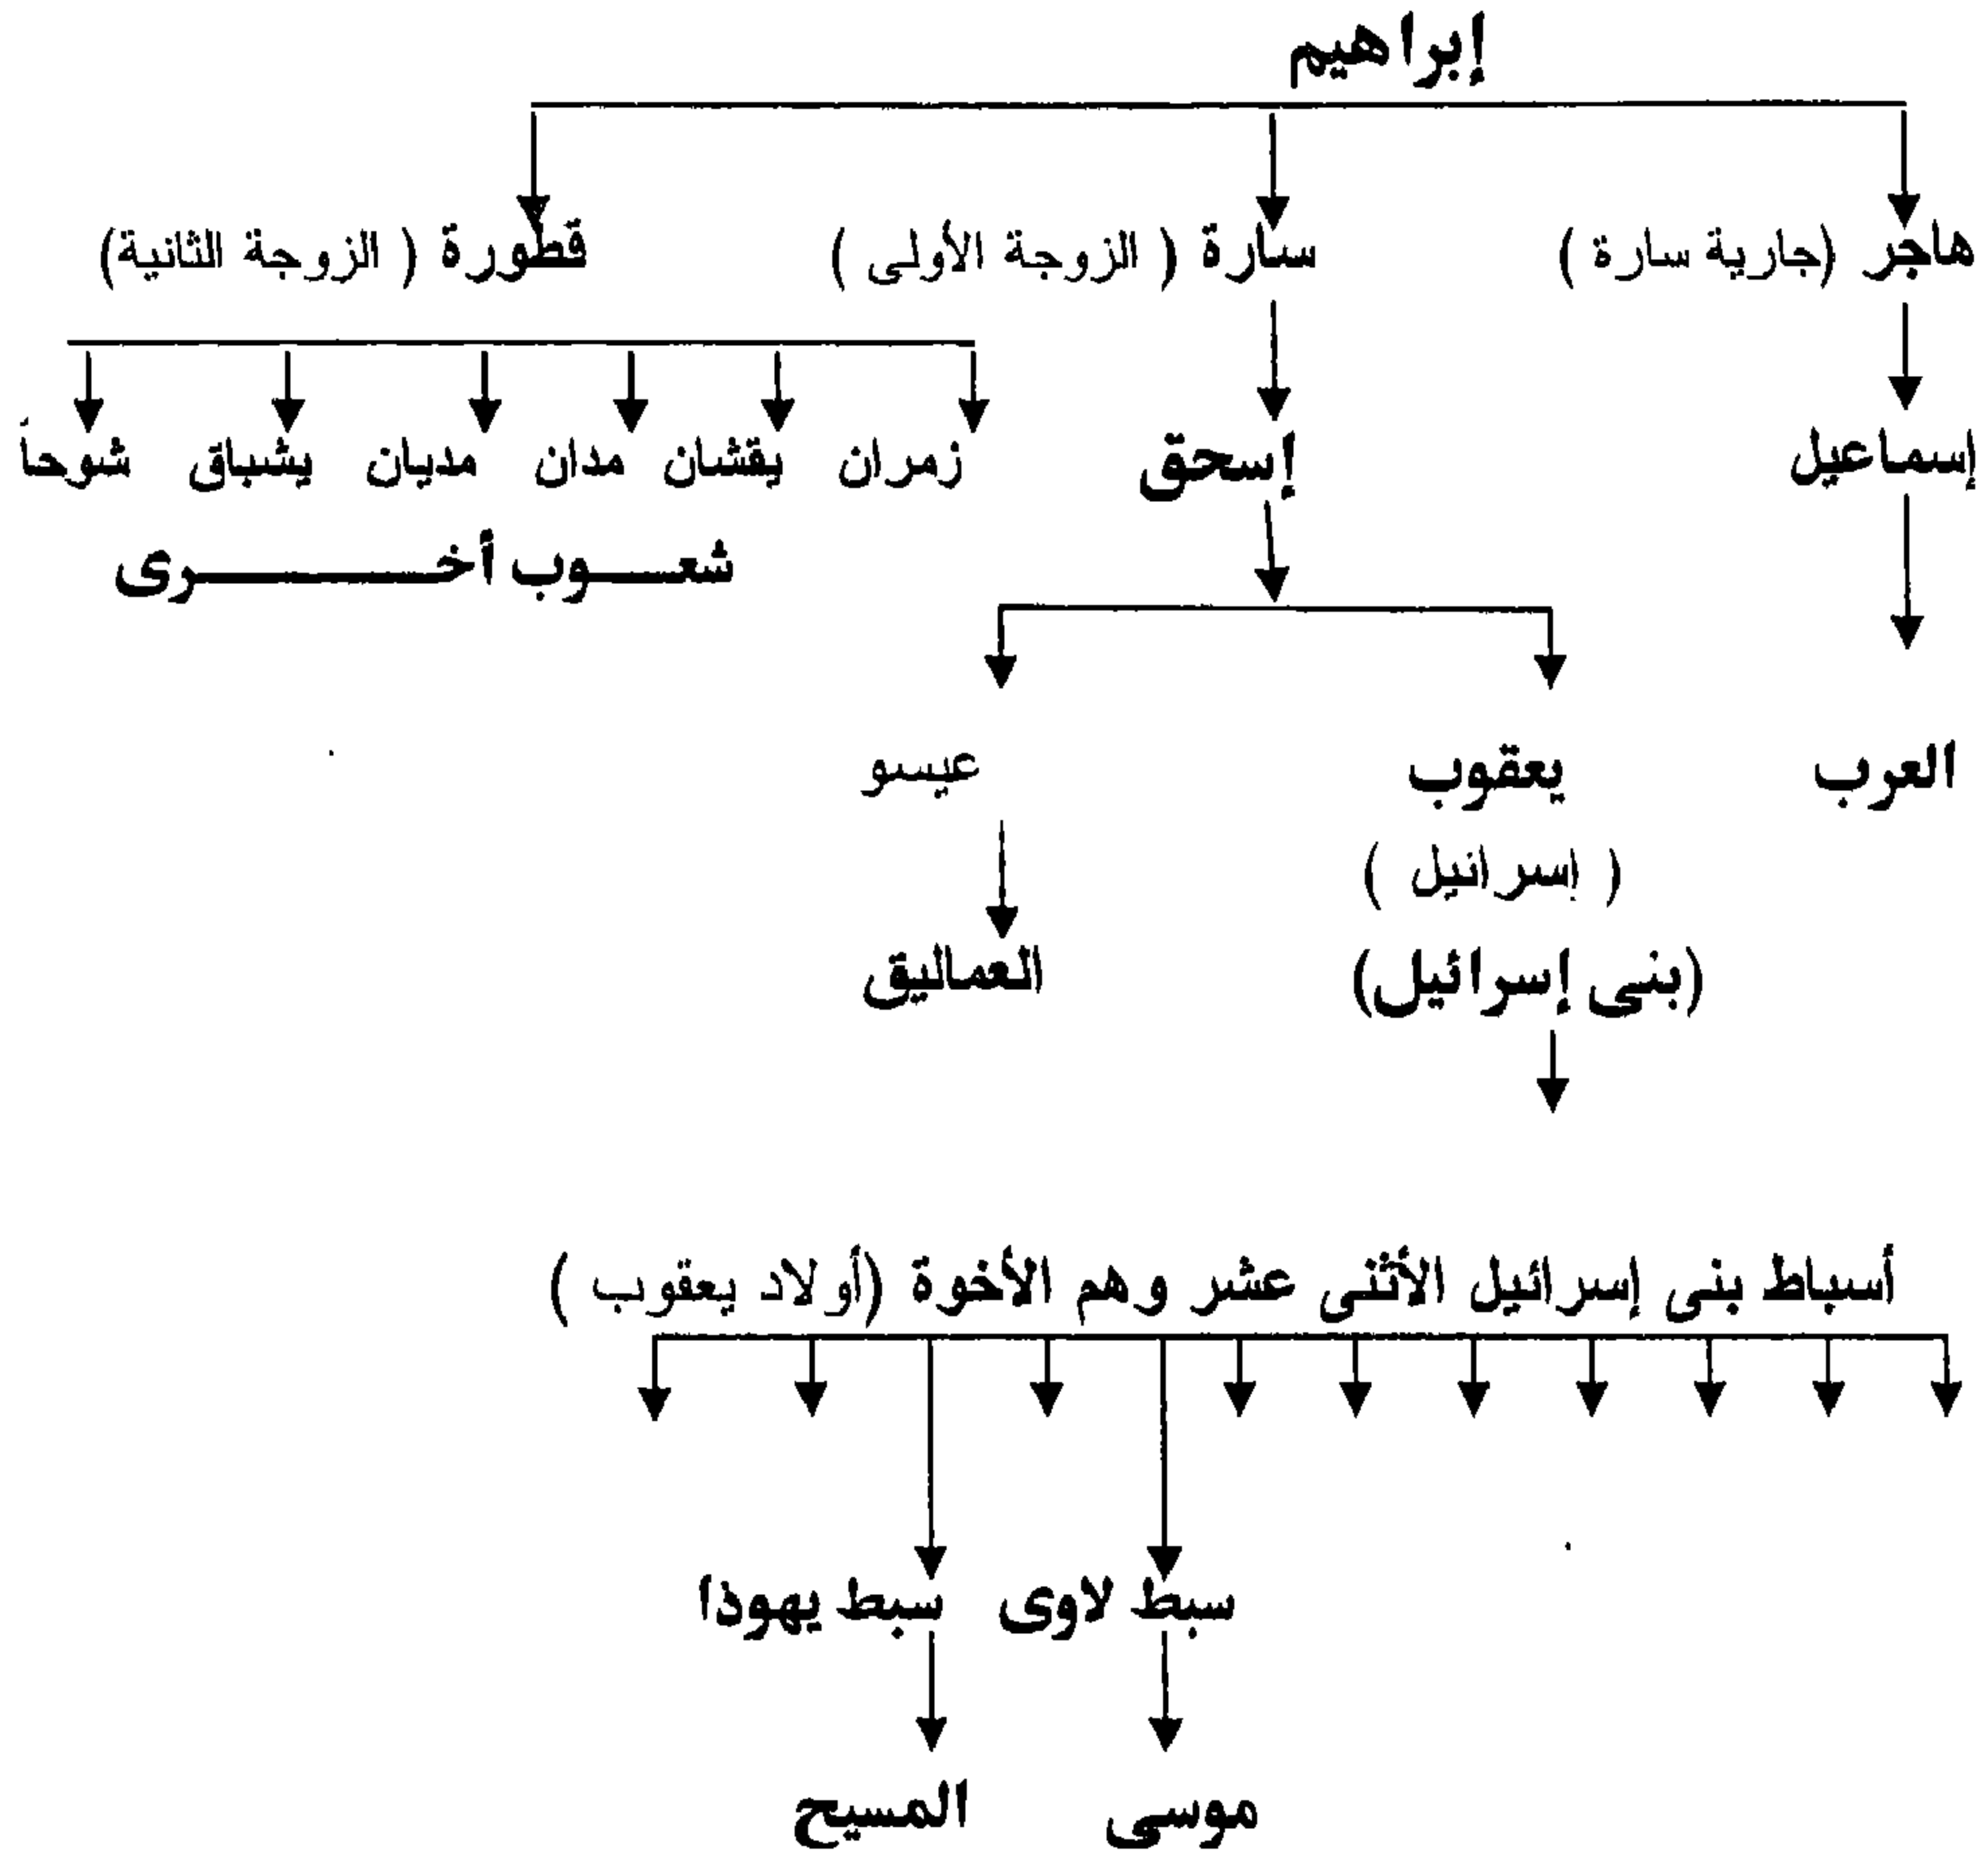 إبراهيم
هاجر (جارية سارة) سارة (الزوجة الأولى) قطورة (الزوجة الثانية)
إسماعيل إسحق زمران يقشان مدان مديان يشباق شوحاً
شعـــوب أخـــــــــرى
العرب يعقوب عيسو
(إسرائيل)
(بنى إسرائيل) العماليق
أسباط بنى إسرائيل الأثنى عشر وهم الأخوة (أولاد يعقوب)
سبط لاوى سبط يهوذا
موسى المسيح